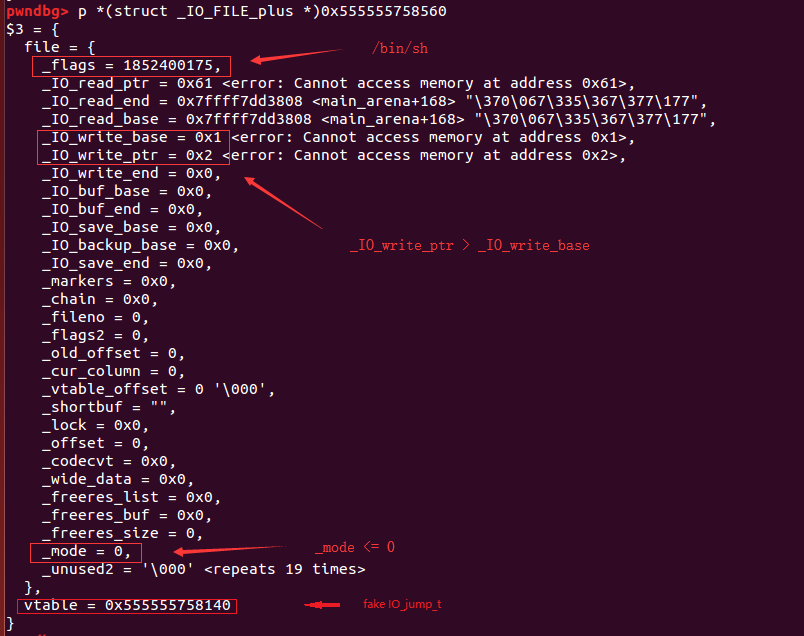 pwndbg> p *(struct _IO_FILE_plus *)0x555555758560
$3 = {
file = {
_flags = 1852400175,
/bin/sh
_IO_read_ptr = 0x61 <error: Cannot access memory at address 0x61>,
_IO_read_end = 0x7ffff7dd3808 <main_arena+168> "\370\067\335\367\377\177",
_IO_read_base = 0x7ffff7dd3808 <main_arena+168> "\370\067\335\367\377\177",
_IO_write_base = 0x1 <error: Cannot access memory at address 0x1>,
_IO_write_ptr = 0x2 <error: Cannot access memory at address 0x2>,
_IO_write_end = 0x0,
_IO_buf_base = 0x0,
_IO_buf_end = 0x0,
_IO_save_base = 0x0,
_IO_backup_base = 0x0,
_IO_write_ptr > _IO_write_base
_IO_save_end = 0x0,
_markers = 0x0,
_chain = 0x0,
_fileno = 0,
_flags2 = 0,
_old_offset = 0,
_cur_column = 0,
_vtable_offset = 0 '\000',
_shortbuf = "",
_lock = 0x0,
_offset = 0,
_codecvt = 0x0,
_wide_data = 0x0,
_freeres_list = 0x0,
_freeres_buf = 0x0,
_freeres_size = 0,
_mode = 0,
_mode <= 0
_unused2 = '\000' <repeats 19 times>
},
vtable = 0x555555758140
fake IO_jump_t
}